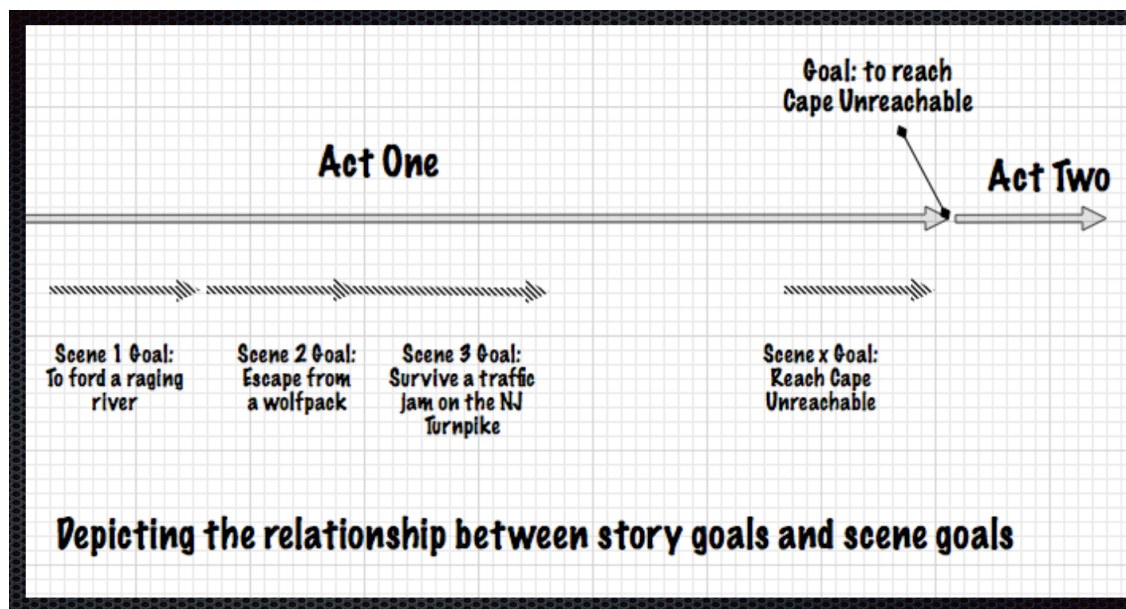 Goal: to reach
Cape Unreachable
Act One
Act Two
Scene 1 Goal:
To ford a raging
river
Scene 2 Goal:
Escape from
a wolfpack
Scene 3 Goal:
Survive a traffic
jam on the NJ
Turnpike
Scene x Goal:
Reach Cape
Unreachable
Depicting the relationship between story goals and scene goals